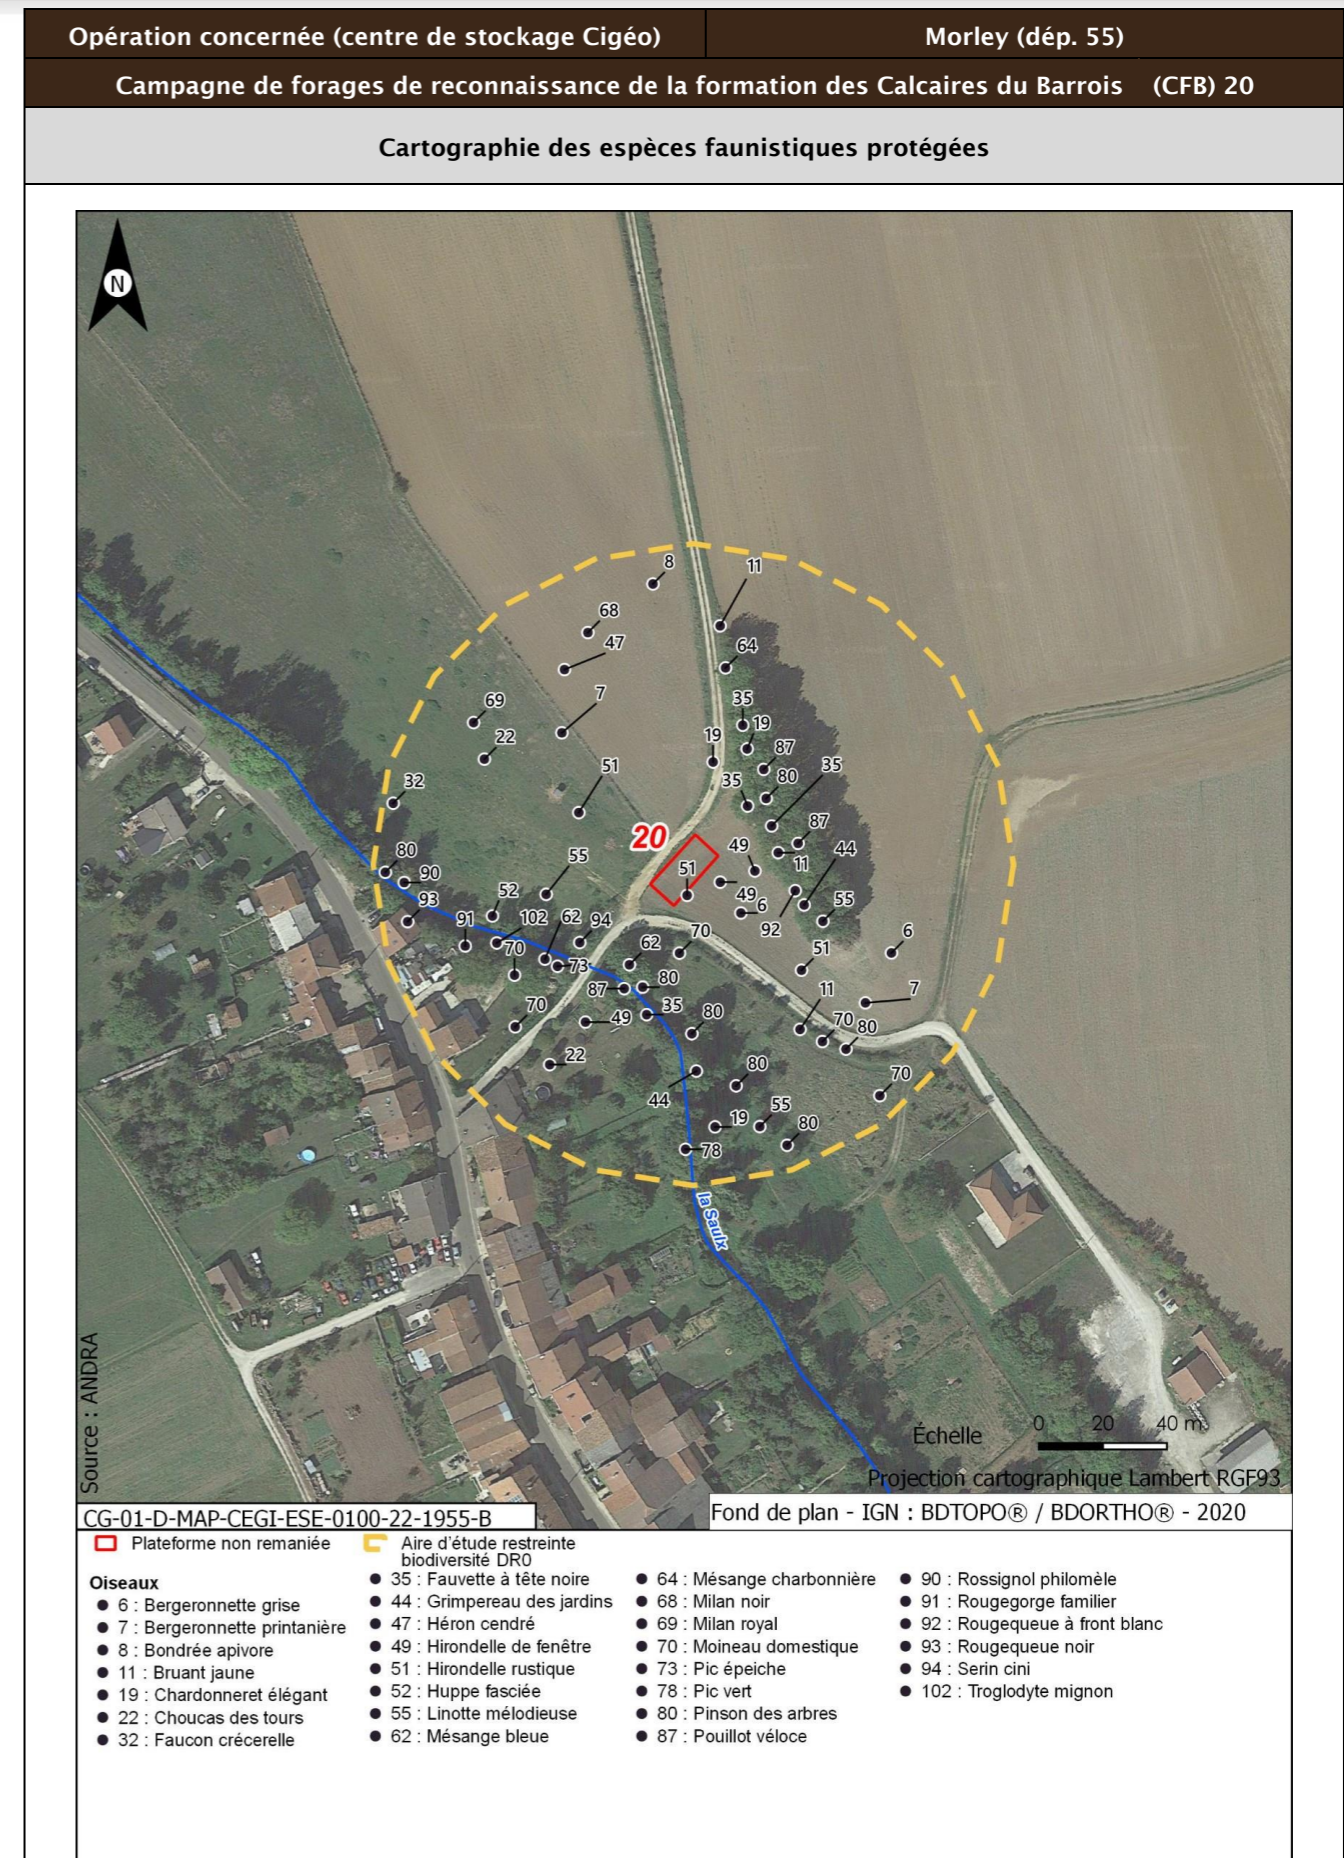 Opération concernée (centre de stockage Cigéo)
Morley (dép. 55)
Campagne de forages de reconnaissance de la formation des Calcaires du Barrois (CFB) 20
Cartographie des espèces faunistiques protégées
N
8
11
68
47
64
69
7
35
19
19
22
87
35
51
80
35
32
87
20
49
44
80
51
55
11
90
49
6
55
52
92
93
91
102
62
94
70
6
70
62
51
73
80
87
7
11
70
49
35
80
70
80
22
80
70
44
19
55
80
78
la Saulx
Source : ANDRA
Échelle
0 20 40 m
Projection cartographique Lambert RGF93
CG-01-D-MAP-CEGI-ESE-0100-22-1955-B
Fond de plan - IGN : BDTOPO® / BDORTHO® - 2020
Plateforme non remaniée
Aire d'étude restreinte
biodiversité DR0
Oiseaux
6 : Bergeronnette grise
7 : Bergeronnette printanière
8 : Bondrée apivore
11 : Bruant jaune
19 : Chardonneret élégant
22 : Choucas des tours
32 : Faucon crécerelle
35 : Fauvette à tête noire
44 : Grimpereau des jardins
47 : Héron cendré
49 : Hirondelle de fenêtre
51 : Hirondelle rustique
52 : Huppe fasciée
55 : Linotte mélodieuse
62 : Mésange bleue
64 : Mésange charbonnière
68 : Milan noir
69 : Milan royal
70 : Moineau domestique
73 : Pic épeiche
78 : Pic vert
80 : Pinson des arbres
87 : Pouillot véloce
90 : Rossignol philomèle
91 : Rougegorge familier
92 : Rougequeue à front blanc
93 : Rougequeue noir
94 : Serin cini
102 : Troglodyte mignon